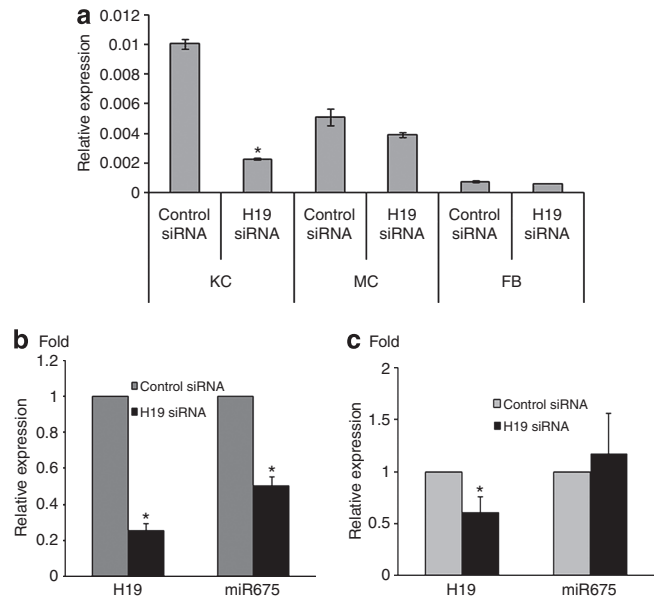 a
0.012
0.01
0.008
0.006
0.004
0.002
0
Relative expression
*
Control siRNA
H19 siRNA
Control siRNA
H19 siRNA
Control siRNA
H19 siRNA
KC
MC
FB
b Fold
1.2
1
0.8
0.6
0.4
0.2
0
Relative expression
Control siRNA
H19 siRNA
*
*
H19
miR675
c Fold
2
1.5
1
0.5
0
Relative expression
Control siRNA
H19 siRNA
*
H19
miR675